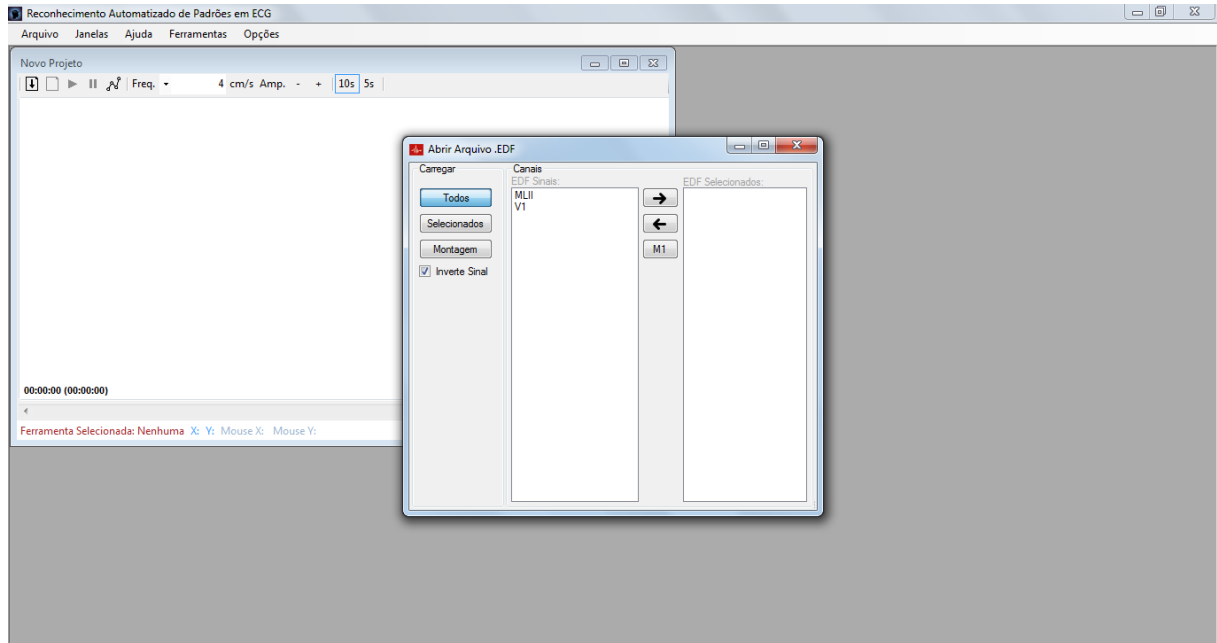 Reconhecimento Automatizado de Padrões em ECG
Arquivo Janelas Ajuda Ferramentas Opções
Novo Projeto
Freq. 4 cm/s Amp. - + 10s 5s
00:00:00 (00:00:00)
Ferramenta Selecionada: Nenhuma X: Y: Mouse X: Mouse Y:
Abrir Arquivo .EDF
Carregar
Todos
Selecionados
Montagem
Inverte Sinal
Canais
EDF Sinais:
MLII
V1
M1
EDF Selecionados: